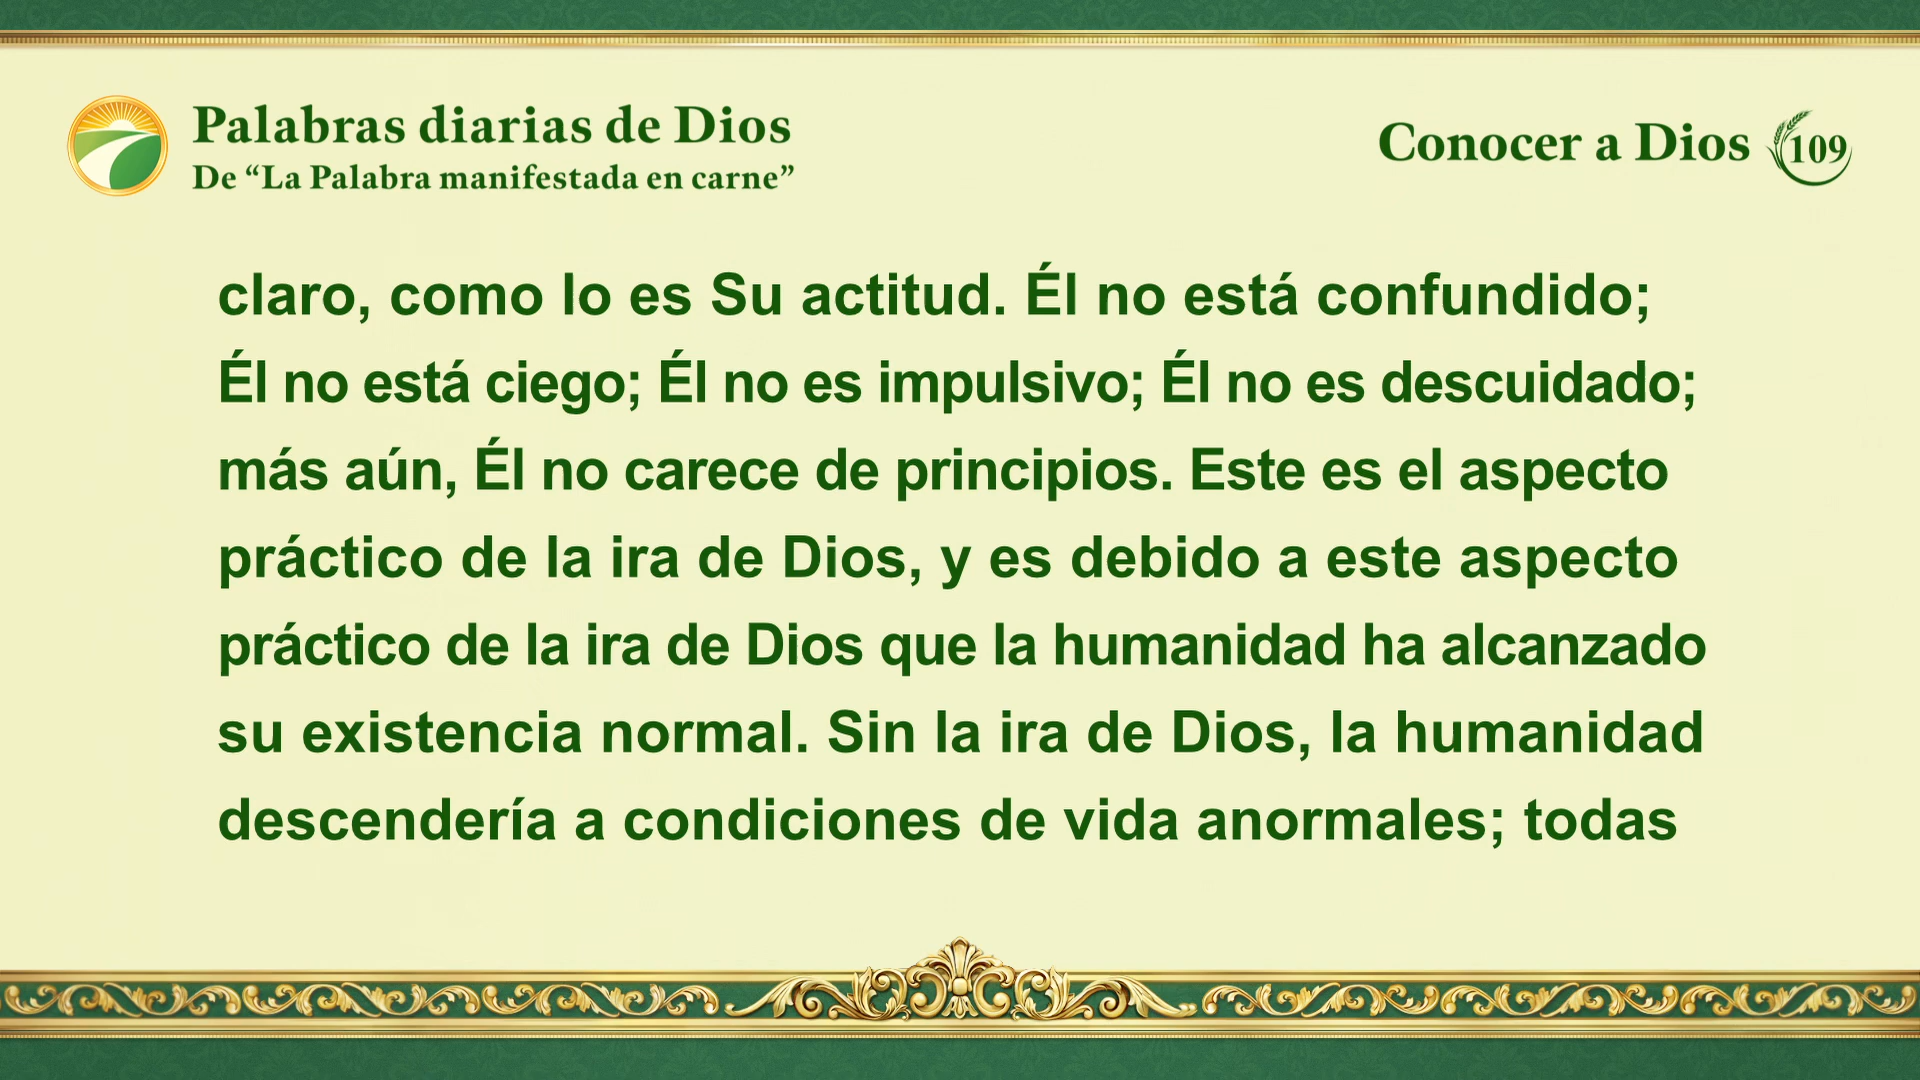 Palabras diarias de Dios
De “La Palabra manifestada en carne”
Conocer a Dios 109
claro, como lo es Su actitud. Él no está confundido;
Él no está ciego; Él no es impulsivo; Él no es descuidado;
más aún, Él no carece de principios. Este es el aspecto
práctico de la ira de Dios, y es debido a este aspecto
práctico de la ira de Dios que la humanidad ha alcanzado
su existencia normal. Sin la ira de Dios, la humanidad
descendería a condiciones de vida anormales; todas